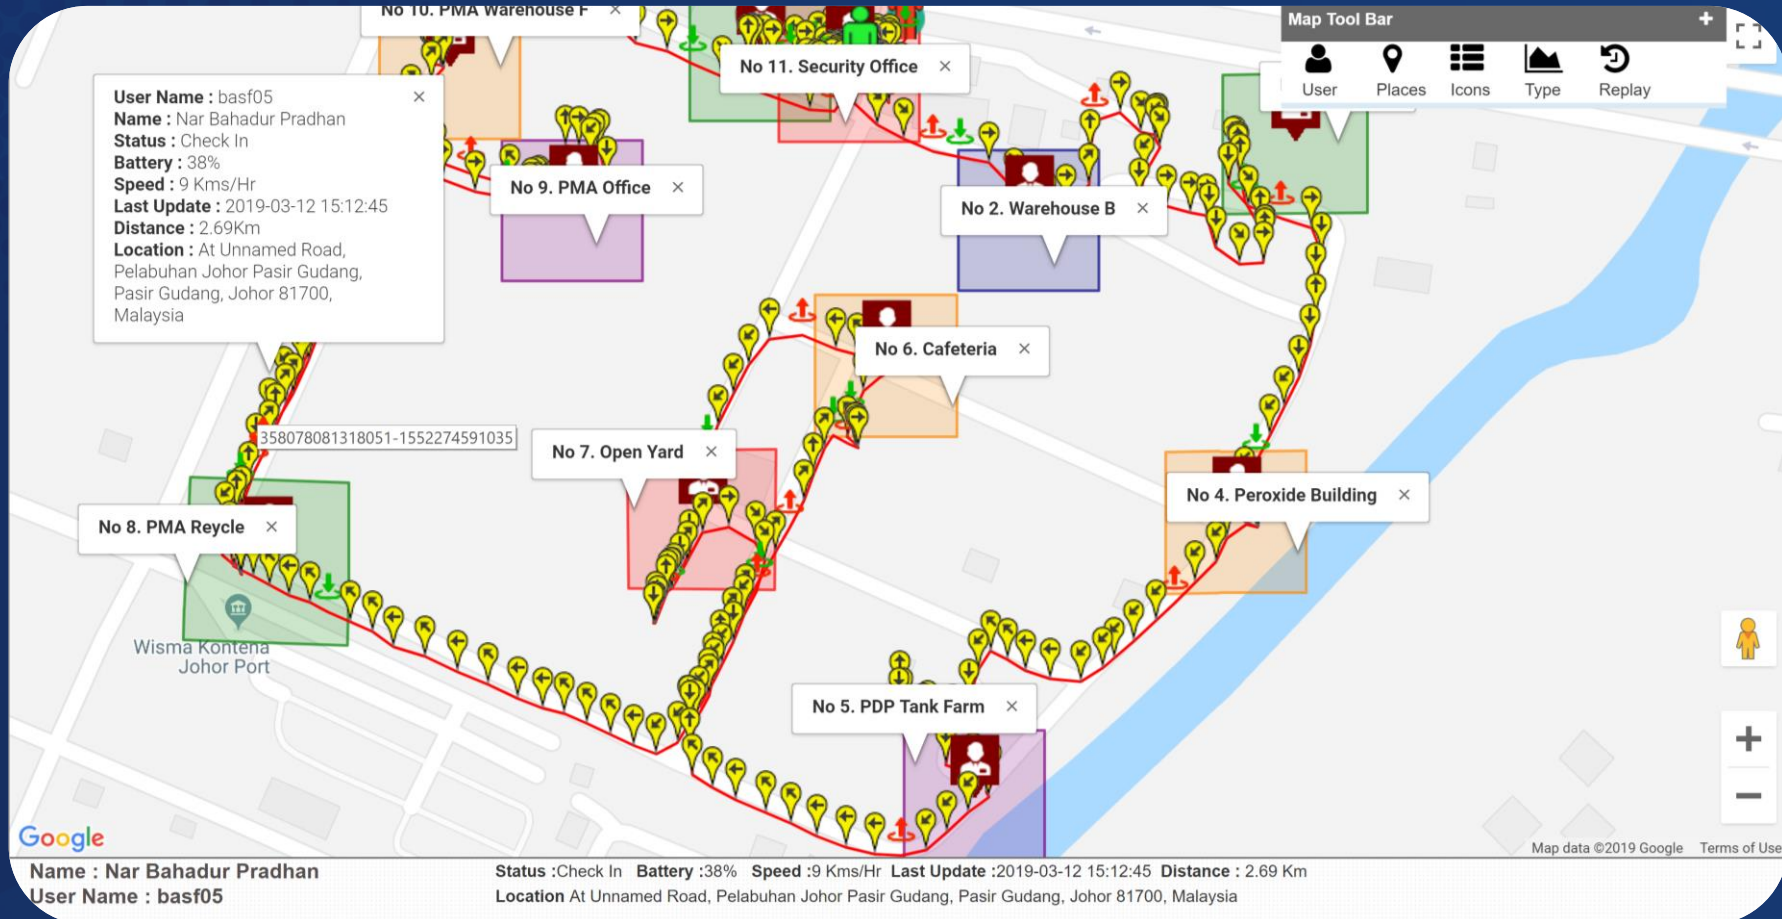 No 10. PMA Warehouse F ×
Map Tool Bar +
User Places Icons Type Replay
No 11. Security Office ×
User Name : basf05 ×
Name : Nar Bahadur Pradhan
Status : Check In
Battery : 38%
Speed : 9 Kms/Hr
Last Update : 2019-03-12 15:12:45
Distance : 2.69Km
Location : At Unnamed Road,
Pelabuhan Johor Pasir Gudang,
Pasir Gudang, Johor 81700,
Malaysia
No 9. PMA Office ×
No 2. Warehouse B ×
No 6. Cafeteria ×
358078081318051-1552274591035
No 7. Open Yard ×
No 4. Peroxide Building ×
No 8. PMA Reycle ×
Wisma Kontena
Johor Port
No 5. PDP Tank Farm ×
Google
Map data ©2019 Google Terms of Use
Name : Nar Bahadur Pradhan
User Name : basf05
Status :Check In Battery :38% Speed :9 Kms/Hr Last Update :2019-03-12 15:12:45 Distance : 2.69 Km
Location At Unnamed Road, Pelabuhan Johor Pasir Gudang, Pasir Gudang, Johor 81700, Malaysia